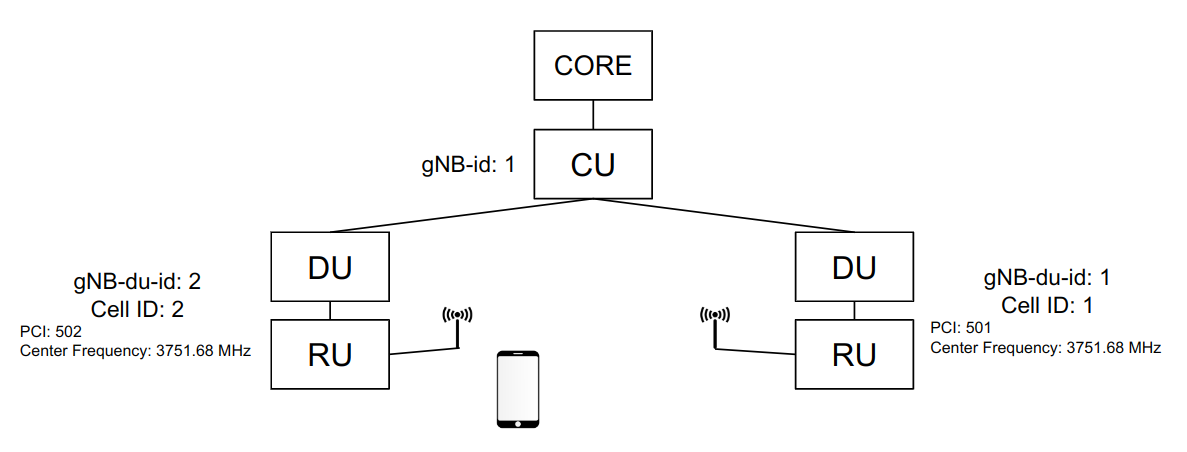 CORE
gNB-id: 1
CU
DU
gNB-du-id: 2
Cell ID: 2
PCI: 502
Center Frequency: 3751.68 MHz
RU
DU
gNB-du-id: 1
Cell ID: 1
PCI: 501
Center Frequency: 3751.68 MHz
RU